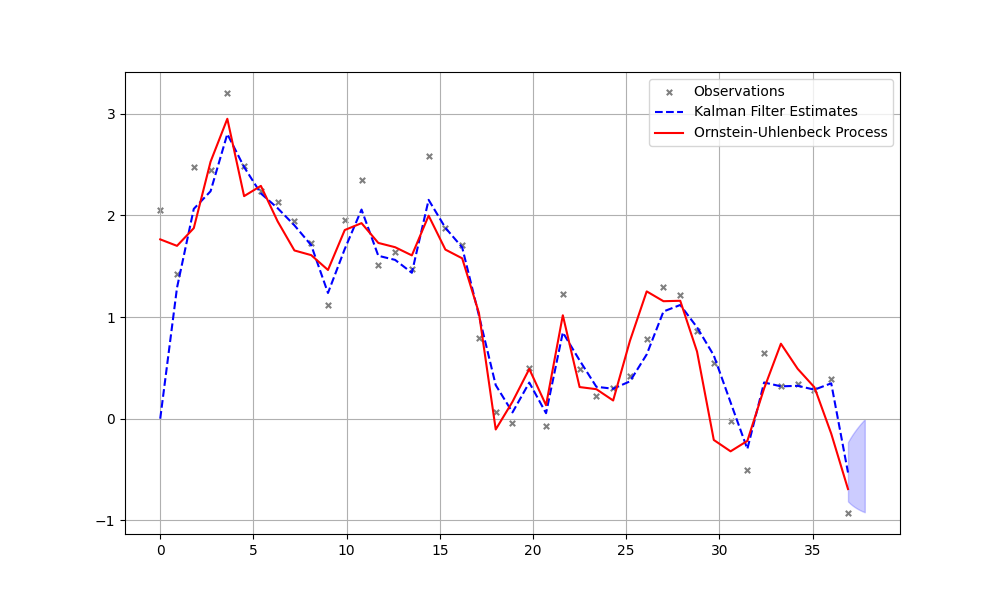 Observations
Kalman Filter Estimates
Ornstein-Uhlenbeck Process
3
2
1
0
−1
0 5 10 15 20 25 30 35